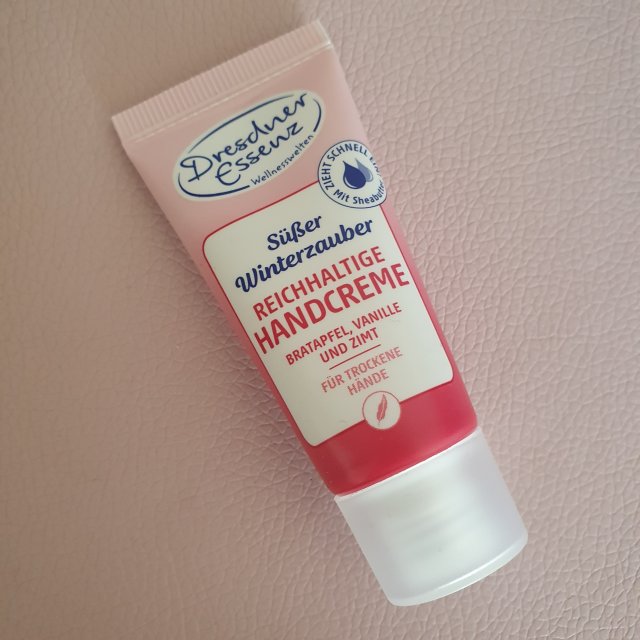 Dresdner
Essenz
Wellnesswelten
ZIEHT SCHNELL
Mit Sheabutter
Süßer
Winterzauber
REICHHALTIGE
HANDCREME
BRATAPFEL, VANILLE
UND ZIMT
FÜR TROCKENE
HÄNDE